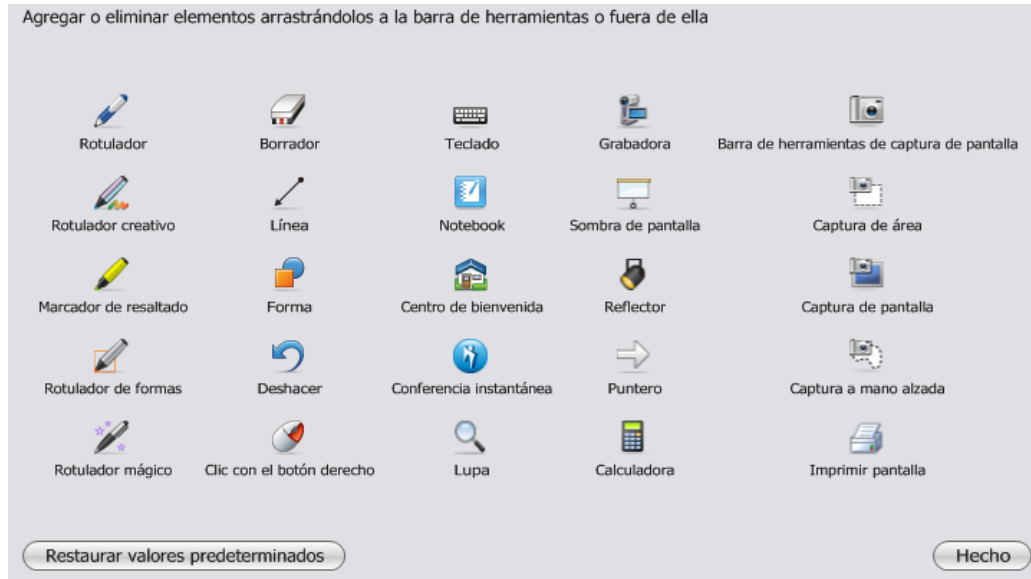 Agregar o eliminar elementos arrastrándolos a la barra de herramientas o fuera de ella
Rotulador
Borrador
Teclado
Grabadora
Barra de herramientas de captura de pantalla
Rotulador creativo
Línea
Notebook
Sombra de pantalla
Captura de área
Marcador de resaltado
Forma
Centro de bienvenida
Reflector
Captura de pantalla
Rotulador de formas
Deshacer
Conferencia instantánea
Puntero
Captura a mano alzada
Rotulador mágico
Clic con el botón derecho
Lupa
Calculadora
Imprimir pantalla
Restaurar valores predeterminados
Hecho